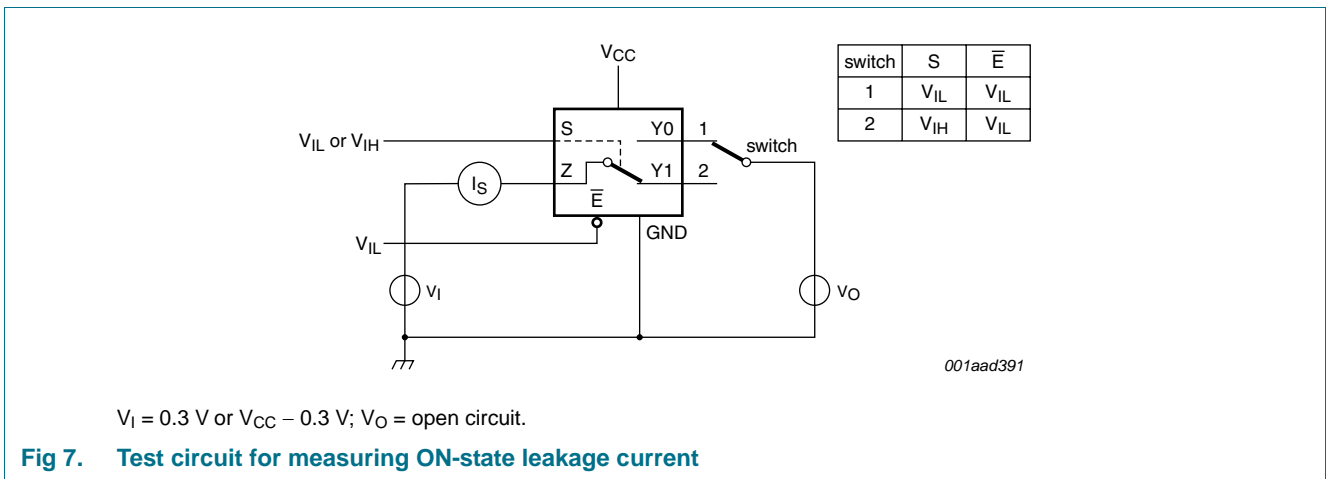 VCC
switch S E̅
1 VIL VIL
2 VIH VIL
VIL or VIH
S Y0 1 switch
Z Y1 2
IS
E̅
GND
VIL
VI
VO
001aad391
VI = 0.3 V or VCC − 0.3 V; VO = open circuit.
Fig 7. Test circuit for measuring ON-state leakage current